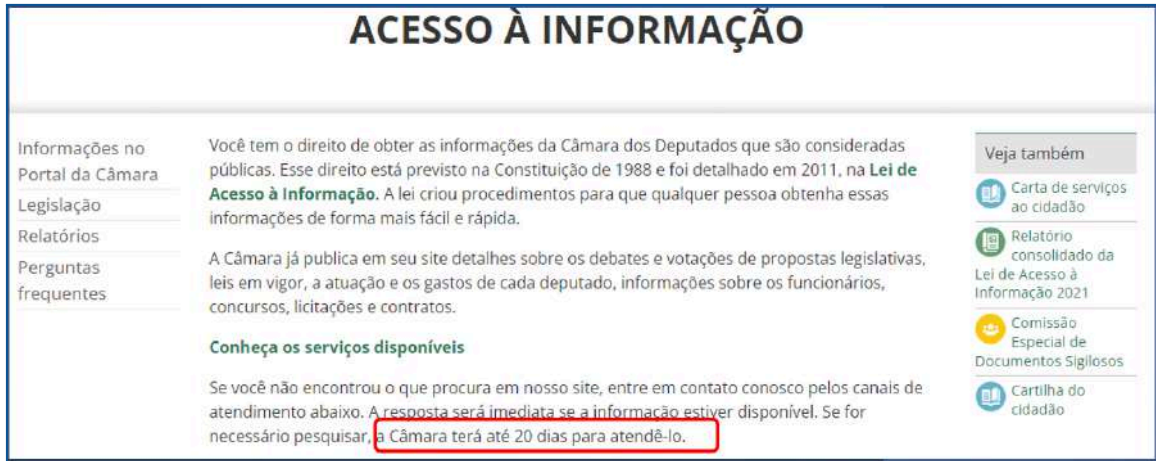 ACESSO À INFORMAÇÃO
Informações no
Portal da Câmara
Legislação
Relatórios
Perguntas
frequentes
Você tem o direito de obter as informações da Câmara dos Deputados que são consideradas
públicas. Esse direito está previsto na Constituição de 1988 e foi detalhado em 2011, na Lei de
Acesso à Informação. A lei criou procedimentos para que qualquer pessoa obtenha essas
informações de forma mais fácil e rápida.
A Câmara já publica em seu site detalhes sobre os debates e votações de propostas legislativas,
leis em vigor, a atuação e os gastos de cada deputado, informações sobre os funcionários,
concursos, licitações e contratos.
Conheça os serviços disponíveis
Se você não encontrou o que procura em nosso site, entre em contato conosco pelos canais de
atendimento abaixo. A resposta será imediata se a informação estiver disponível. Se for
necessário pesquisar, a Câmara terá até 20 dias para atendê-lo.
Veja também
Carta de serviços
ao cidadão
Relatório
consolidado da
Lei de Acesso à
Informação 2021
Comissão
Especial de
Documentos Sigilosos
Cartilha do
cidadão